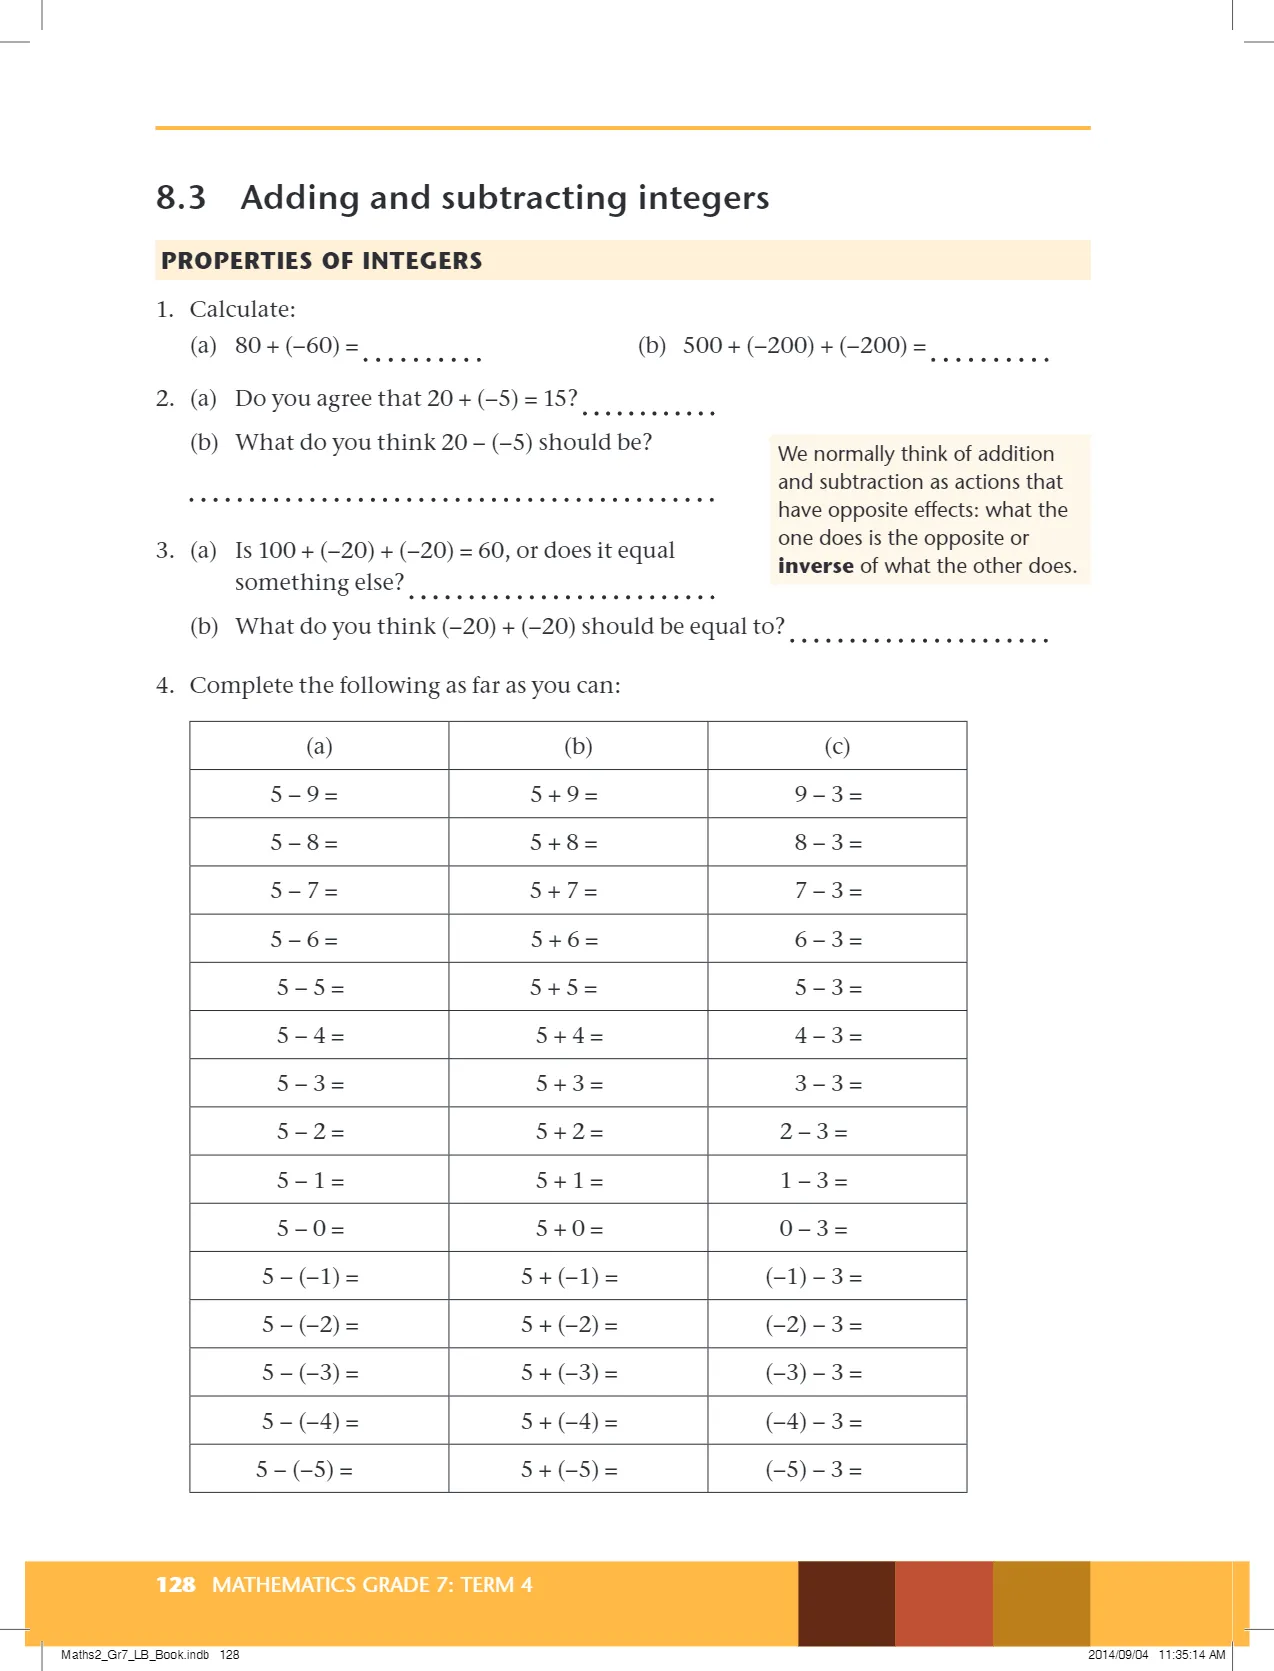 8.3 Adding and subtracting integers
PROPERTIES OF INTEGERS
1. Calculate:
(a) 80 + (–60) = .......... (b) 500 + (–200) + (–200) = ..........
2. (a) Do you agree that 20 + (–5) = 15? ............
(b) What do you think 20 – (–5) should be?
............................................
We normally think of addition
and subtraction as actions that
have opposite effects: what the
one does is the opposite or
inverse of what the other does.
3. (a) Is 100 + (–20) + (–20) = 60, or does it equal
something else? ..........................
(b) What do you think (–20) + (–20) should be equal to? ......................
4. Complete the following as far as you can:
(a) (b) (c)
5 – 9 = 5 + 9 = 9 – 3 =
5 – 8 = 5 + 8 = 8 – 3 =
5 – 7 = 5 + 7 = 7 – 3 =
5 – 6 = 5 + 6 = 6 – 3 =
5 – 5 = 5 + 5 = 5 – 3 =
5 – 4 = 5 + 4 = 4 – 3 =
5 – 3 = 5 + 3 = 3 – 3 =
5 – 2 = 5 + 2 = 2 – 3 =
5 – 1 = 5 + 1 = 1 – 3 =
5 – 0 = 5 + 0 = 0 – 3 =
5 – (–1) = 5 + (–1) = (–1) – 3 =
5 – (–2) = 5 + (–2) = (–2) – 3 =
5 – (–3) = 5 + (–3) = (–3) – 3 =
5 – (–4) = 5 + (–4) = (–4) – 3 =
5 – (–5) = 5 + (–5) = (–5) – 3 =
128 MATHEMATICS GRADE 7: TERM 4
Maths2_Gr7_LB_Book.indb 128 2014/09/04 11:35:14 AM